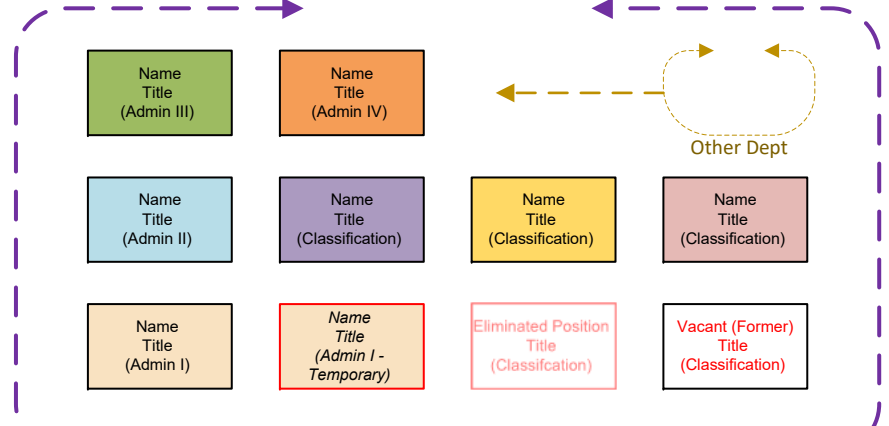 Name
Title
(Admin III)
Name
Title
(Admin IV)
Other Dept
Name
Title
(Admin II)
Name
Title
(Classification)
Name
Title
(Classification)
Name
Title
(Classification)
Name
Title
(Admin I)
Name
Title
(Admin I -
Temporary)
Eliminated Position
Title
(Classifcation)
Vacant (Former)
Title
(Classification)